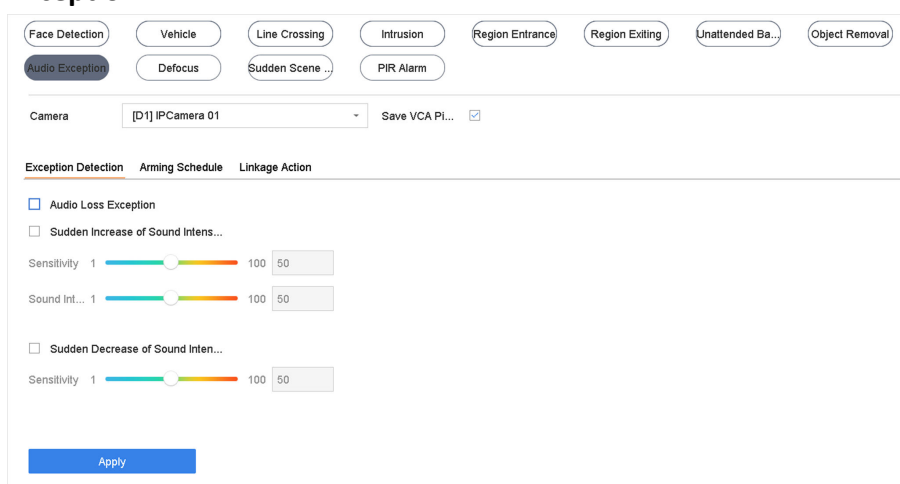 Face Detection Vehicle Line Crossing Intrusion Region Entrance Region Exiting Unattended Ba... Object Removal
Audio Exception Defocus Sudden Scene ... PIR Alarm
Camera [D1] IPCamera 01 Save VCA Pi...
Exception Detection Arming Schedule Linkage Action
Audio Loss Exception
Sudden Increase of Sound Intens...
Sensitivity 1 100 50
Sound Int... 1 100 50
Sudden Decrease of Sound Inten...
Sensitivity 1 100 50
Apply